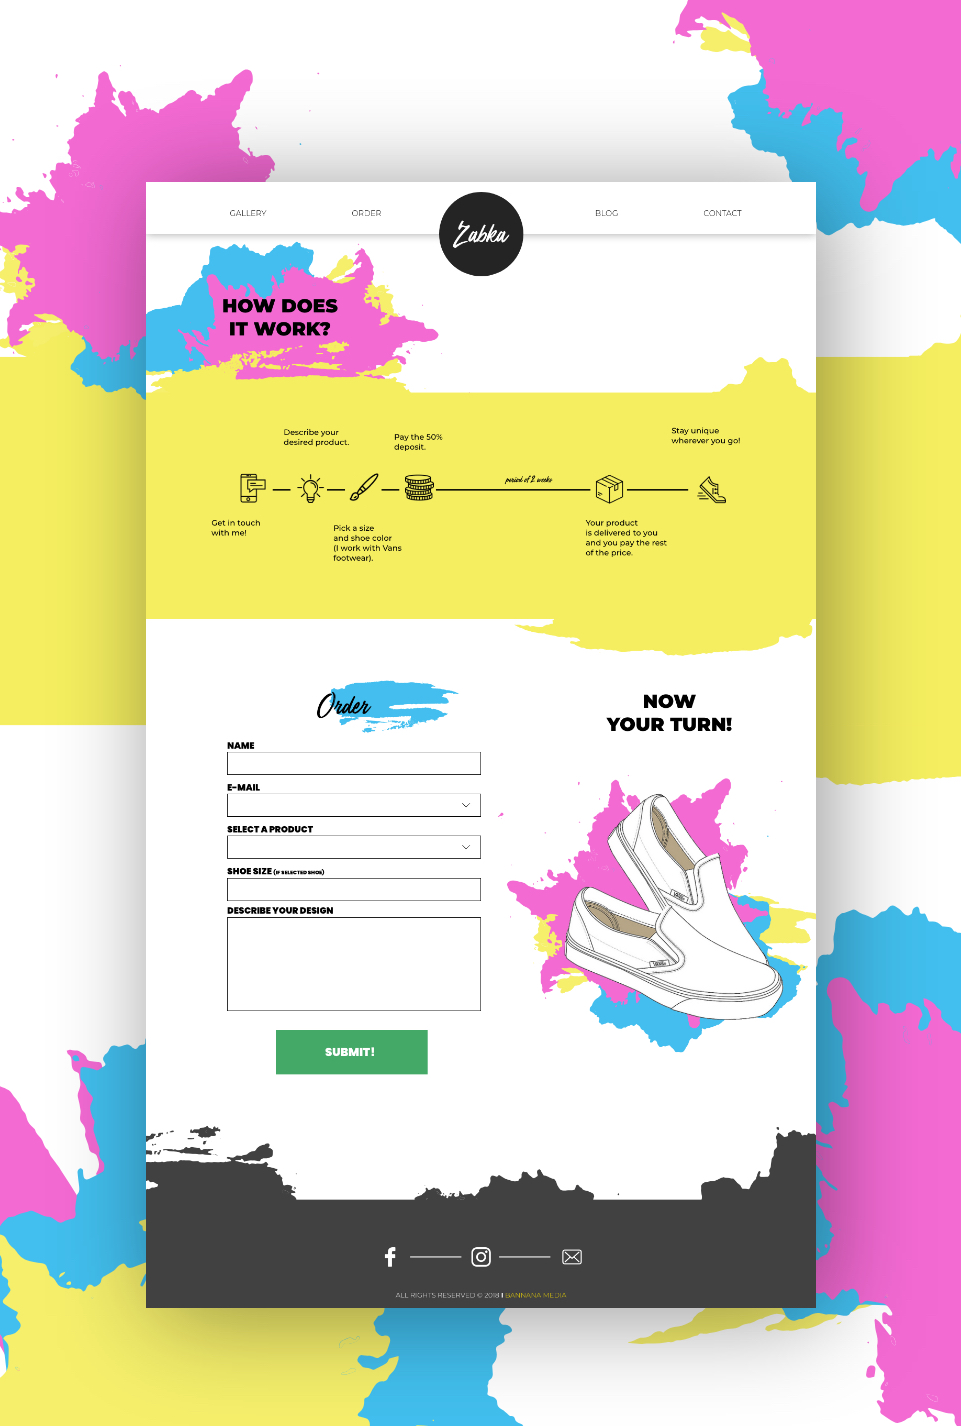 GALLERY
ORDER
Zabka
BLOG
CONTACT
HOW DOES
IT WORK?
Describe your
desired product.
Pay the 50%
deposit.
Stay unique
wherever you go!
period of 2 weeks
Get in touch
with me!
Pick a size
and shoe color
(I work with Vans
footwear).
Your product
is delivered to you
and you pay the rest
of the price.
Order
NAME
E-MAIL
SELECT A PRODUCT
SHOE SIZE (IF SELECTED SHOE)
DESCRIBE YOUR DESIGN
SUBMIT!
NOW
YOUR TURN!
VANS
VANS
ALL RIGHTS RESERVED © 2018 I BANNANA MEDIA